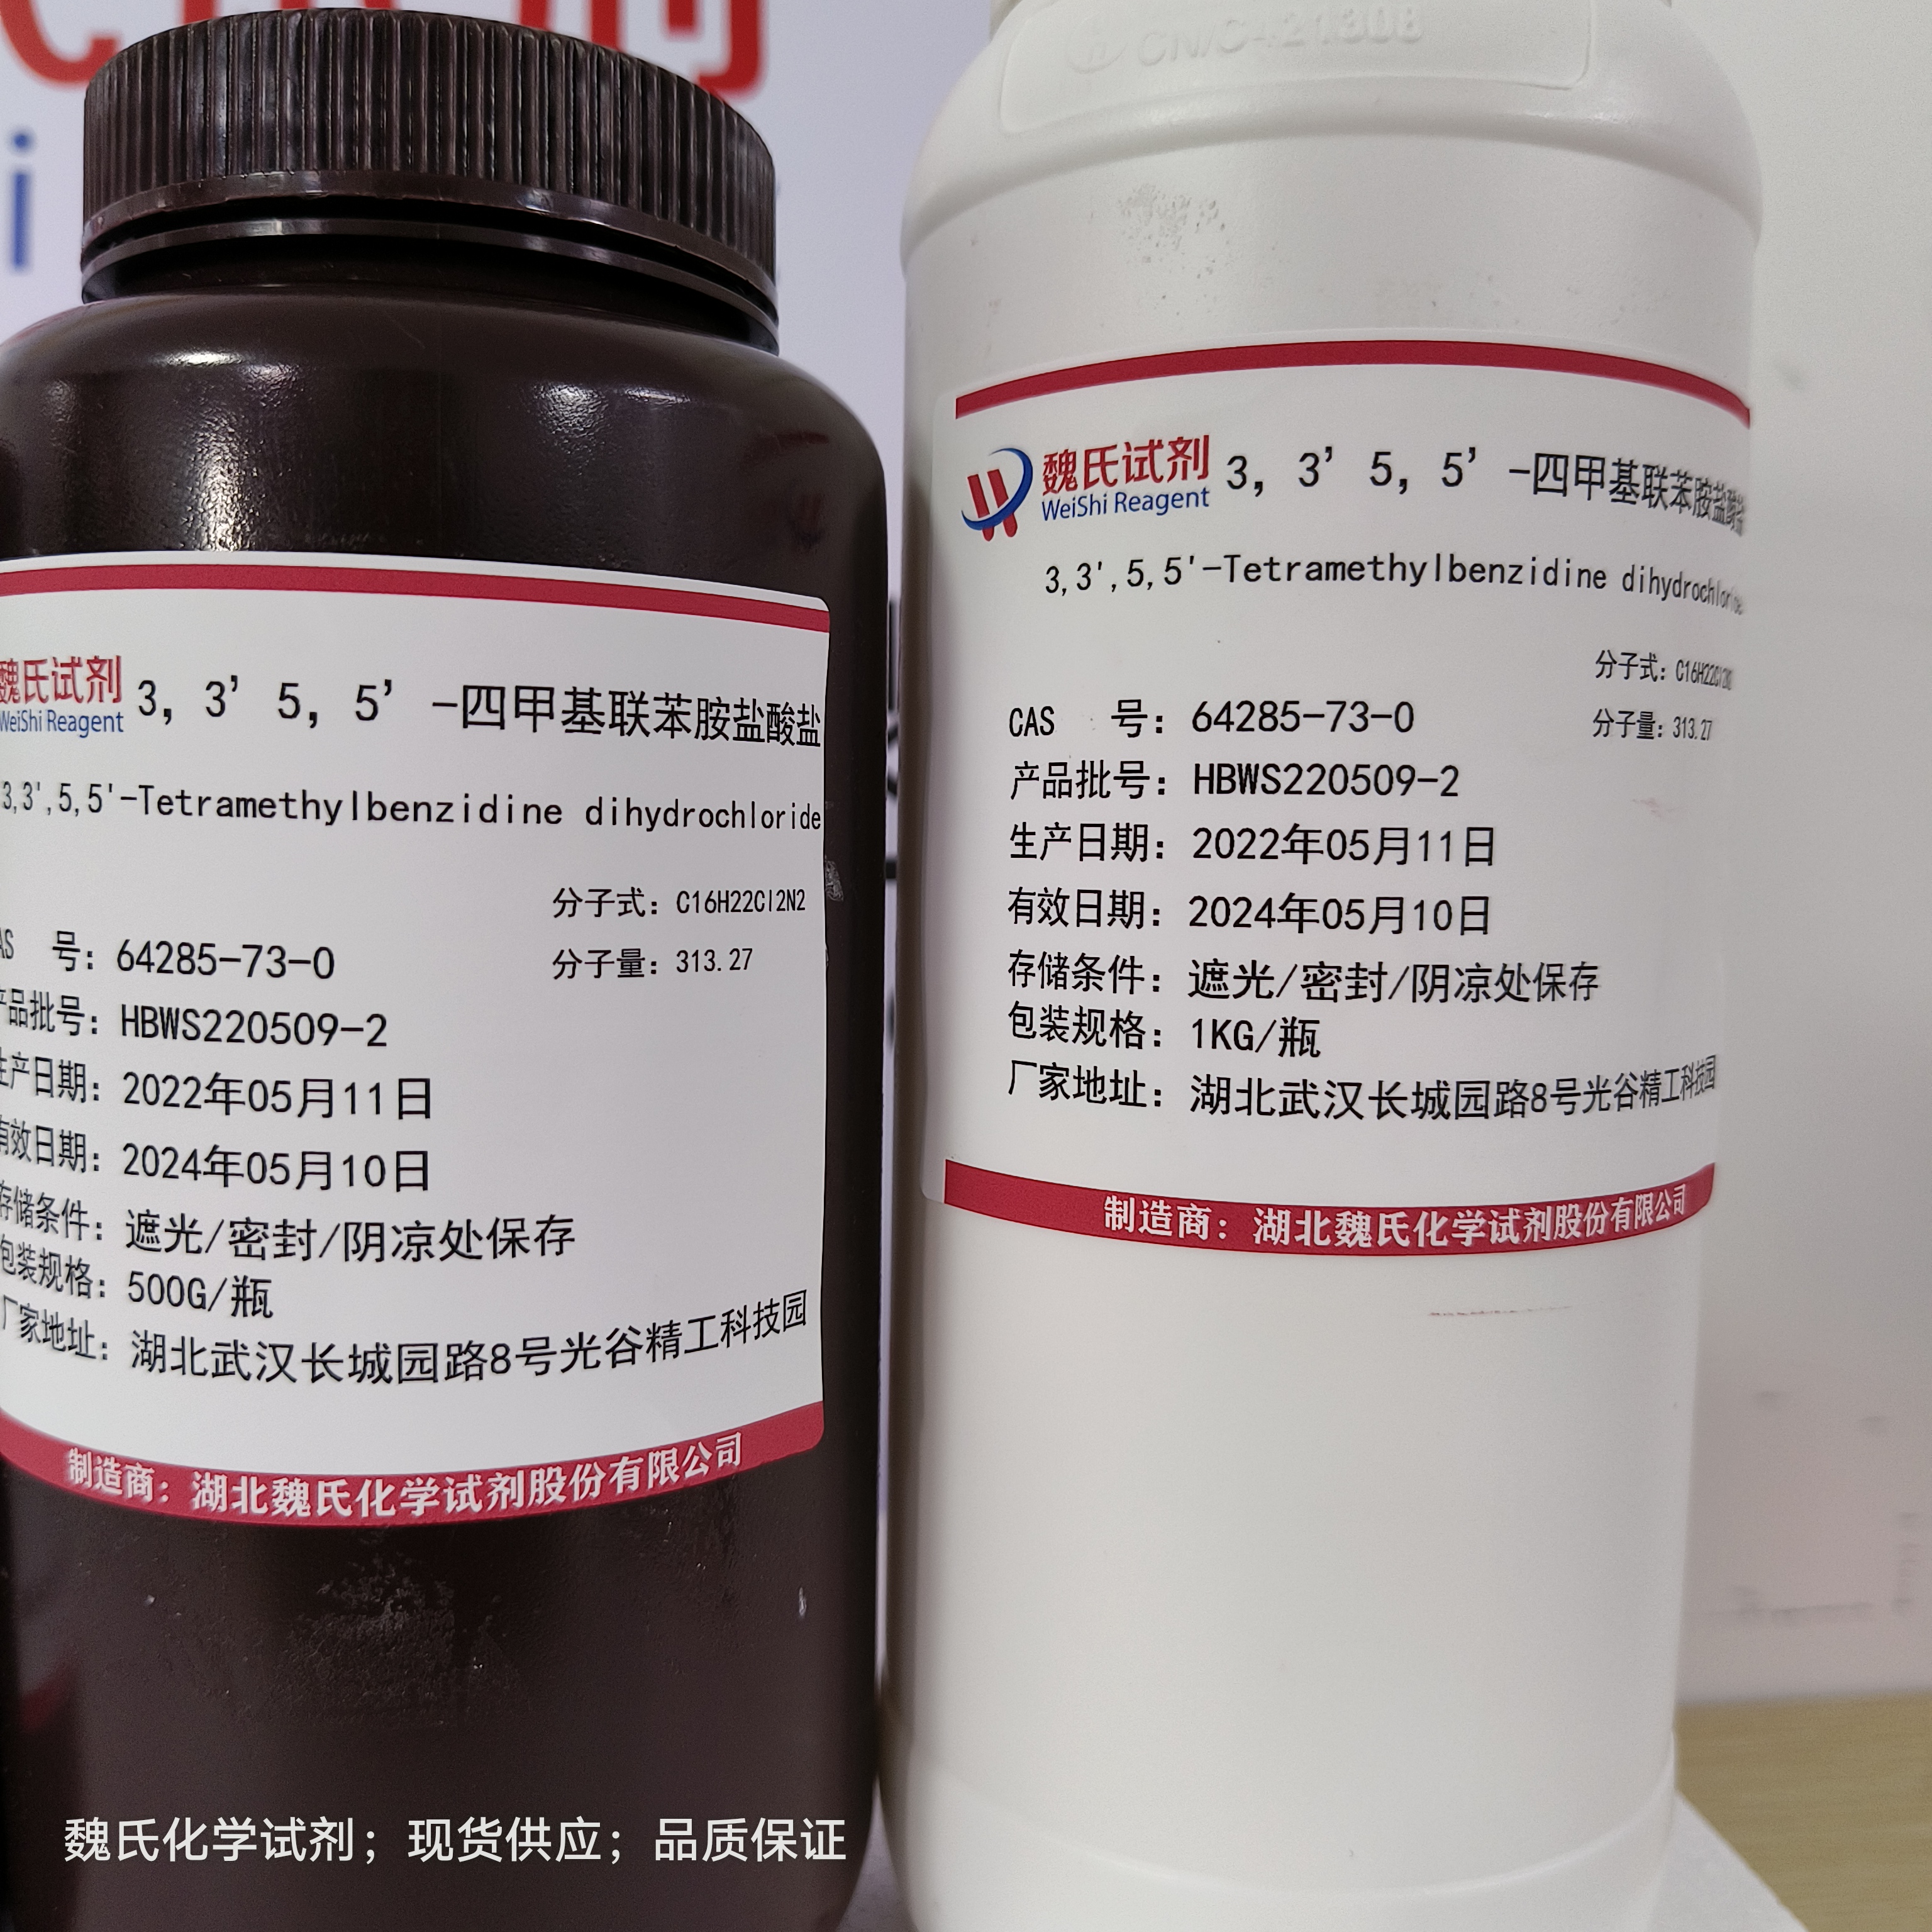 魏氏试剂
WeiShi Reagent
3，3’ 5，5’ -四甲基联苯胺盐酸盐
3,3',5,5'-Tetramethylbenzidine dihydrochloride
分子式：C16H22Cl2N2
分子量：313.27
CAS 号：64285-73-0
产品批号：HBWS220509-2
生产日期：2022年05月11日
有效日期：2024年05月10日
存储条件：遮光/密封/阴凉处保存
包装规格：500G/瓶
厂家地址：湖北武汉长城园路8号光谷精工科技园
制造商：湖北魏氏化学试剂股份有限公司
CN/C421308
魏氏试剂
WeiShi Reagent
3，3’ 5，5’ -四甲基联苯胺盐酸盐
3,3',5,5'-Tetramethylbenzidine dihydrochloride
分子式：C16H22Cl2N2
分子量：313.27
CAS 号：64285-73-0
产品批号：HBWS220509-2
生产日期：2022年05月11日
有效日期：2024年05月10日
存储条件：遮光/密封/阴凉处保存
包装规格：1KG/瓶
厂家地址：湖北武汉长城园路8号光谷精工科技园
制造商：湖北魏氏化学试剂股份有限公司
魏氏化学试剂；现货供应；品质保证